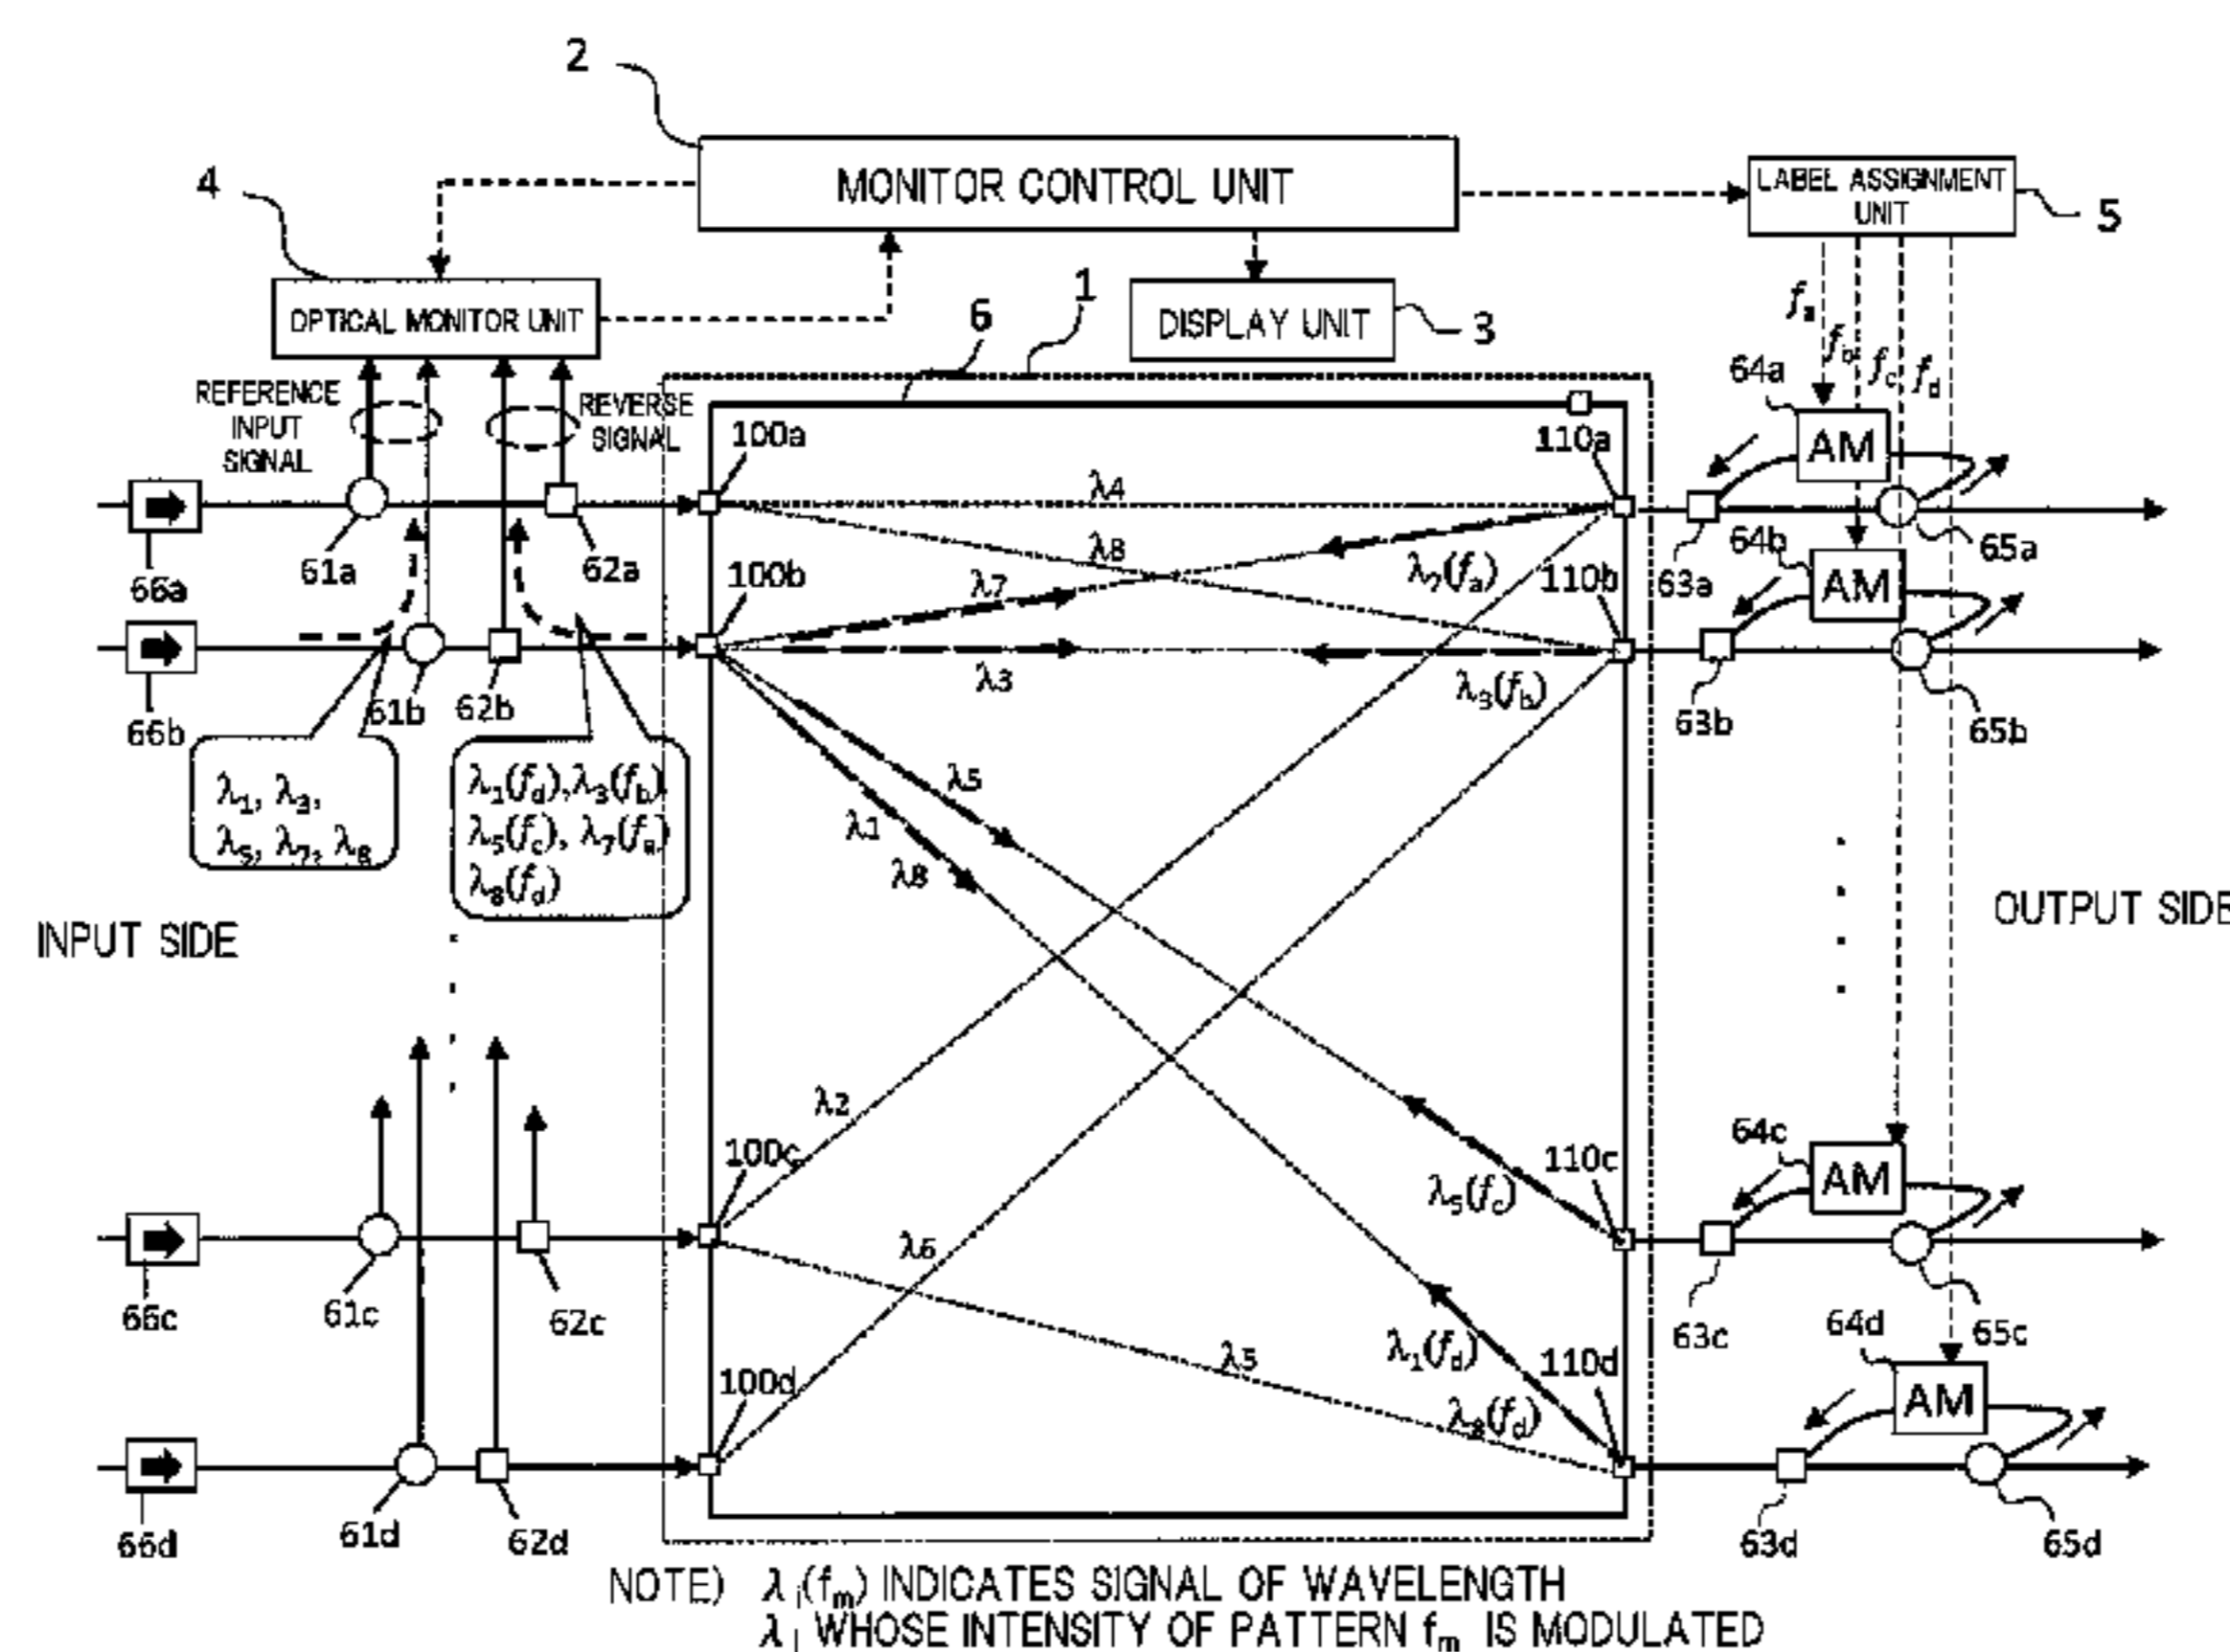 2
MONITOR CONTROL UNIT
LABEL ASSIGNMENT
UNIT
5
4
OPTICAL MONITOR UNIT
1
6
DISPLAY UNIT
3
fa
fb
fc
fd
REFERENCE
INPUT
SIGNAL
REVERSE
SIGNAL
100a
110a
64a
AM
66a
61a
62a
63a
65a
λ4
λ8
λ7
λ7(fa)
100b
110b
64b
AM
66b
61b
62b
63b
65b
λ3
λ3(fb)
λ1, λ3,
λ5, λ7, λ8
λ1(fd),λ3(fb)
λ5(fc), λ7(fa)
λ8(fd)
λ5
λ1
λ8
INPUT SIDE
OUTPUT SIDE
λ2
100c
110c
64c
AM
λ5(fc)
66c
61c
62c
63c
65c
λ6
λ5
λ1(fd)
λ8(fd)
100d
110d
64d
AM
66d
61d
62d
63d
65d
NOTE) λi(fm) INDICATES SIGNAL OF WAVELENGTH
λi WHOSE INTENSITY OF PATTERN fm IS MODULATED